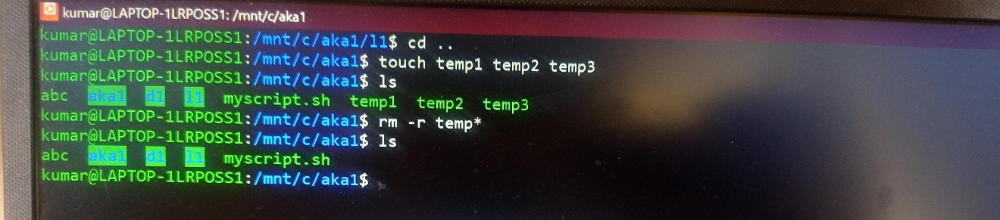 kumar@LAPTOP-1LRPOSS1: /mnt/c/aka1
kumar@LAPTOP-1LRPOSS1:/mnt/c/aka1/l1$ cd ..
kumar@LAPTOP-1LRPOSS1:/mnt/c/aka1$ touch temp1 temp2 temp3
kumar@LAPTOP-1LRPOSS1:/mnt/c/aka1$ ls
abc aka1 d1 l1 myscript.sh temp1 temp2 temp3
kumar@LAPTOP-1LRPOSS1:/mnt/c/aka1$ rm -r temp*
kumar@LAPTOP-1LRPOSS1:/mnt/c/aka1$ ls
abc aka1 d1 l1 myscript.sh
kumar@LAPTOP-1LRPOSS1:/mnt/c/aka1$